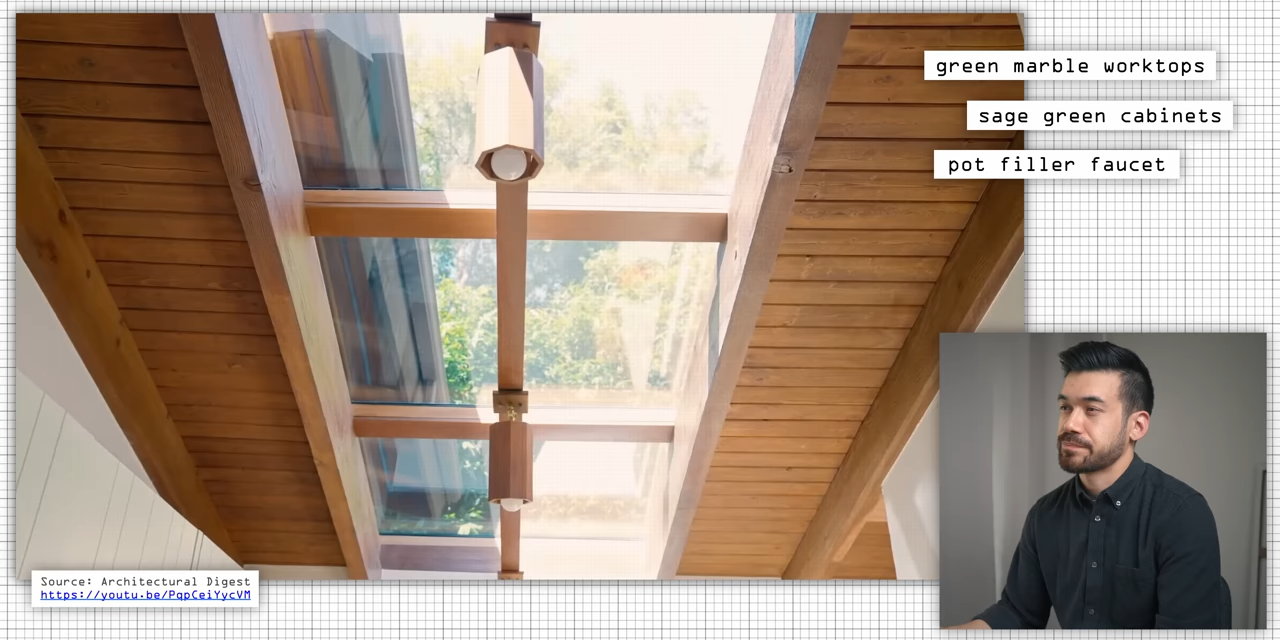 green marble worktops
sage green cabinets
pot filler faucet
Source: Architectural Digest
https://youtu.be/PqpCeiYycVM